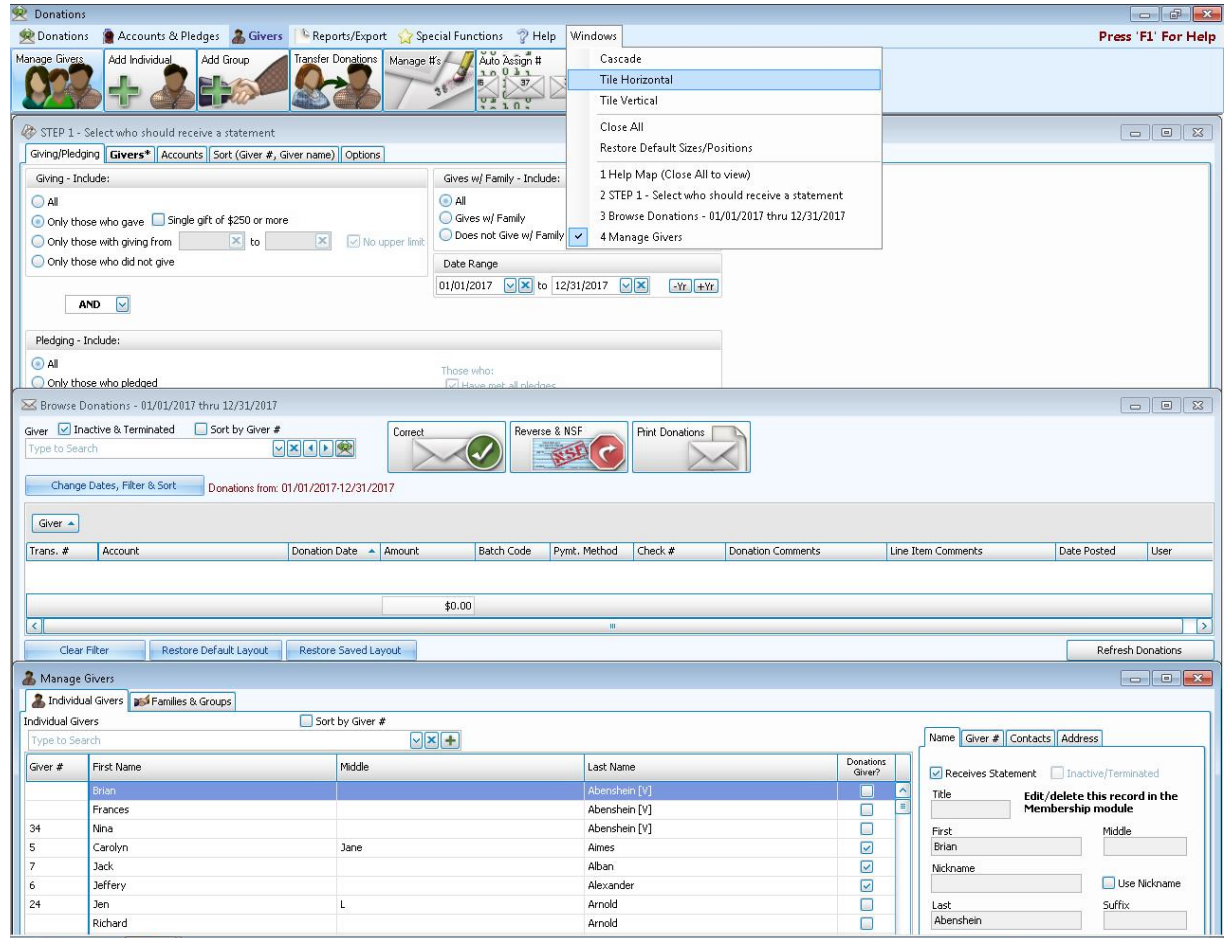 Donations
Donations Accounts & Pledges Givers Reports/Export Special Functions Help Windows Press 'F1' For Help
Manage Givers Add Individual Add Group Transfer Donations Manage #'s Auto Assign #
Cascade
Tile Horizontal
Tile Vertical
Close All
Restore Default Sizes/Positions
1 Help Map (Close All to view)
2 STEP 1 - Select who should receive a statement
3 Browse Donations - 01/01/2017 thru 12/31/2017
4 Manage Givers
STEP 1 - Select who should receive a statement
Giving/Pledging Givers* Accounts Sort (Giver #, Giver name) Options
Giving - Include:
All
Only those who gave Single gift of $250 or more
Only those with giving from to No upper limit
Only those who did not give
Gives w/ Family - Include:
All
Gives w/ Family
Does not Give w/ Family
Date Range
01/01/2017 to 12/31/2017 -Yr +Yr
AND
Pledging - Include:
All
Only those who pledged
Those who:
Have met all pledges
Browse Donations - 01/01/2017 thru 12/31/2017
Giver Inactive & Terminated Sort by Giver #
Type to Search
Correct Reverse & NSF NSF Print Donations
Change Dates, Filter & Sort Donations from: 01/01/2017-12/31/2017
Giver
Trans. # Account Donation Date Amount Batch Code Pymt. Method Check # Donation Comments Line Item Comments Date Posted User
$0.00
Clear Filter Restore Default Layout Restore Saved Layout Refresh Donations
Manage Givers
Individual Givers Families & Groups
Individual Givers Sort by Giver #
Type to Search
Giver # First Name Middle Last Name Donations Giver?
Brian Abenshein [V]
Frances Abenshein [V]
34 Nina Abenshein [V]
5 Carolyn Jane Aimes
7 Jack Alban
6 Jeffery Alexander
24 Jen L Arnold
Richard Arnold
Name Giver # Contacts Address
Receives Statement Inactive/Terminated
Title Edit/delete this record in the
Membership module
First Middle
Brian
Nickname
Use Nickname
Last Suffix
Abenshein